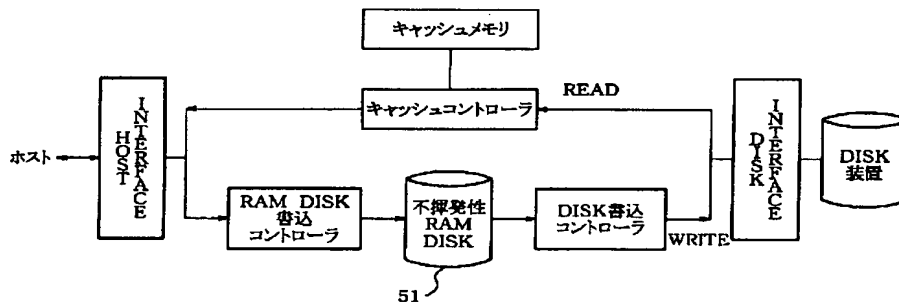 キャッシュメモリ
キャッシュコントローラ
READ
ホスト
HOST
INTERFACE
RAM DISK
書込
コントローラ
不揮発性
RAM
DISK
DISK書込
コントローラ
WRITE
DISK
INTERFACE
DISK
装置
51